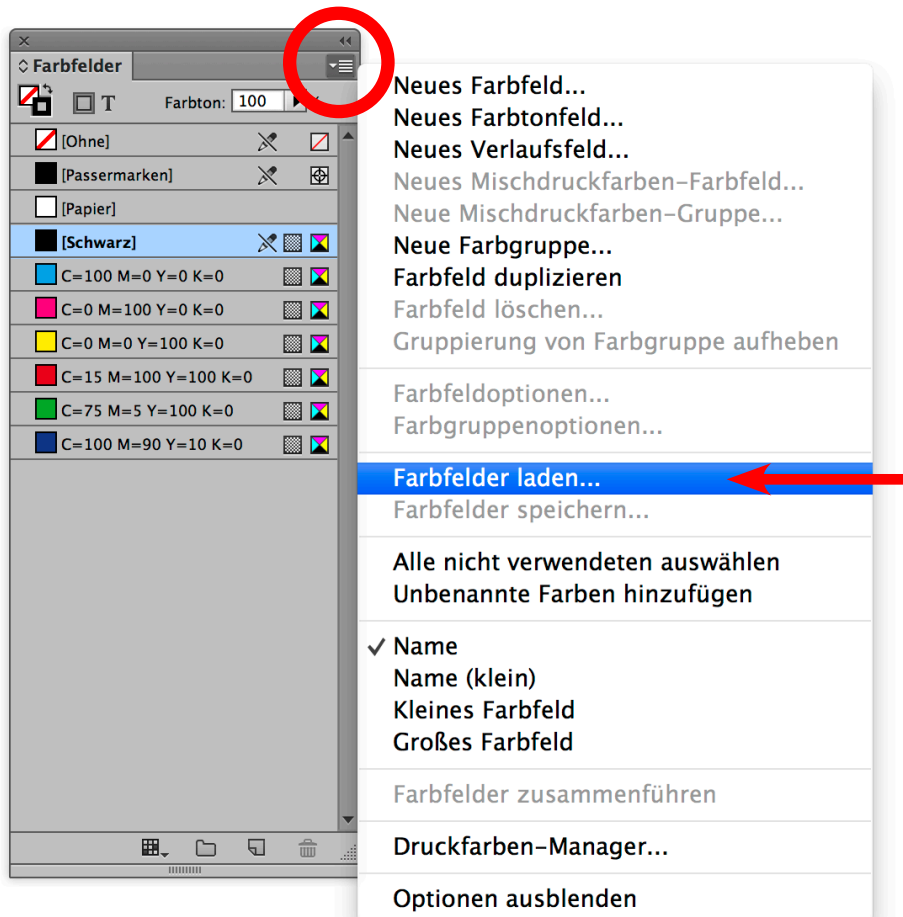 Farbfelder
T Farbton: 100
[Ohne]
[Passermarken]
[Papier]
[Schwarz]
C=100 M=0 Y=0 K=0
C=0 M=100 Y=0 K=0
C=0 M=0 Y=100 K=0
C=15 M=100 Y=100 K=0
C=75 M=5 Y=100 K=0
C=100 M=90 Y=10 K=0
Neues Farbfeld...
Neues Farbtonfeld...
Neues Verlaufsfeld...
Neues Mischdruckfarben-Farbfeld...
Neue Mischdruckfarben-Gruppe...
Neue Farbgruppe...
Farbfeld duplizieren
Farbfeld löschen...
Gruppierung von Farbgruppe aufheben
Farbfeldoptionen...
Farbgruppenoptionen...
Farbfelder laden...
Farbfelder speichern...
Alle nicht verwendeten auswählen
Unbenannte Farben hinzufügen
Name
Name (klein)
Kleines Farbfeld
Großes Farbfeld
Farbfelder zusammenführen
Druckfarben-Manager...
Optionen ausblenden